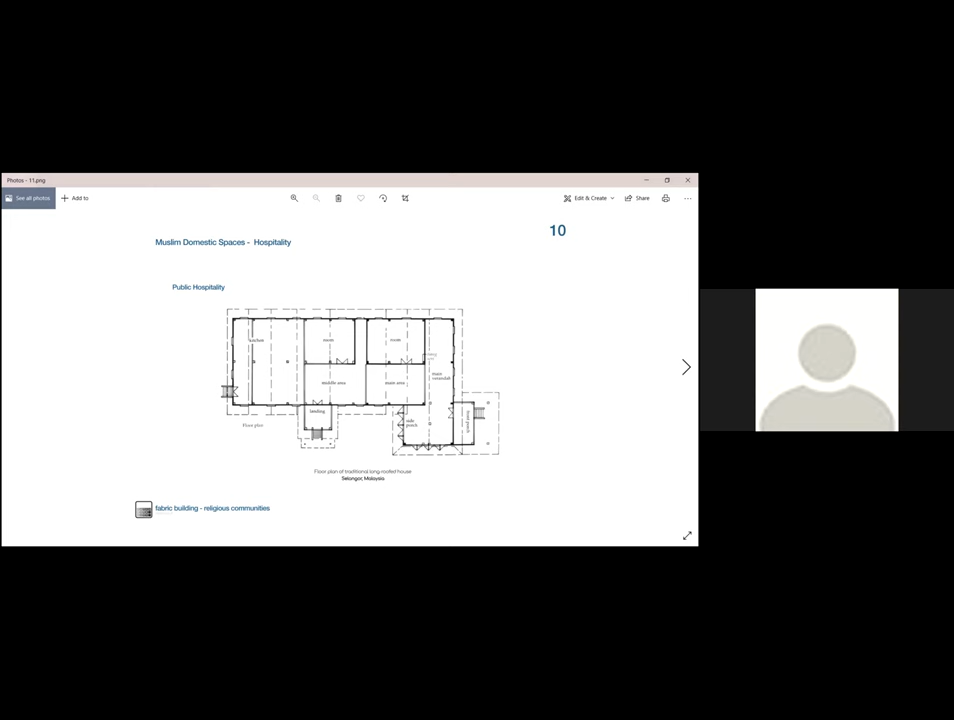 Photos - 11.png
See all photos
Add to
Edit & Create
Share
10
Muslim Domestic Spaces - Hospitality
Public Hospitality
kitchen
room
room
main
verandah
middle area
main area
landing
side
porch
front porch
Floor plan
Floor plan of traditional long-roofed house
Selangor, Malaysia
fabric building - religious communities